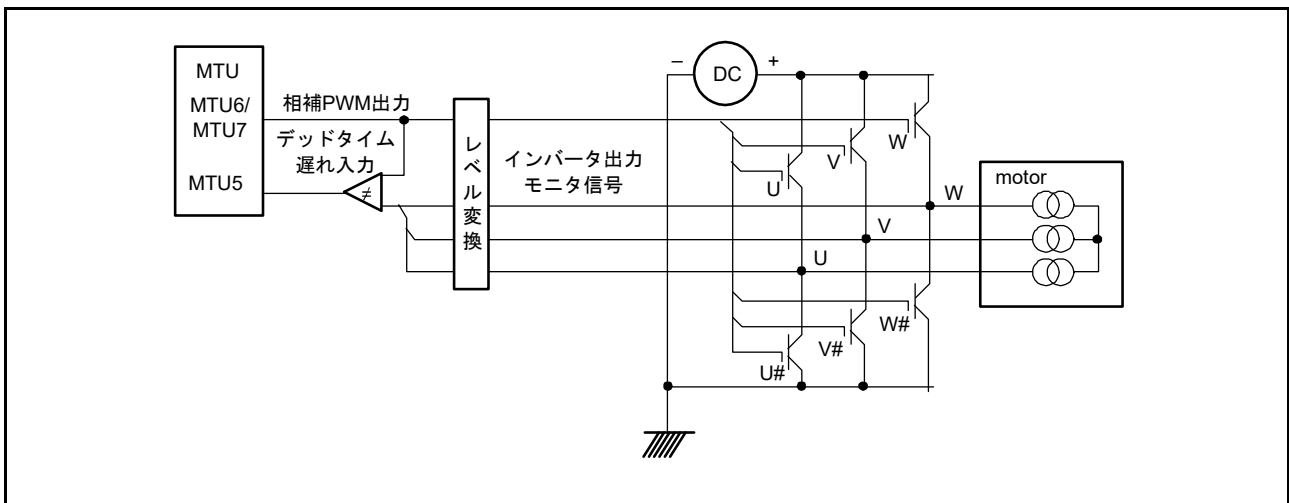 MTU
MTU6/
MTU7
MTU5
相補PWM出力
デッドタイム
遅れ入力
≠
レベル変換
インバータ出力
モニタ信号
− DC +
U
V
W
W
V
U
U#
V#
W#
motor